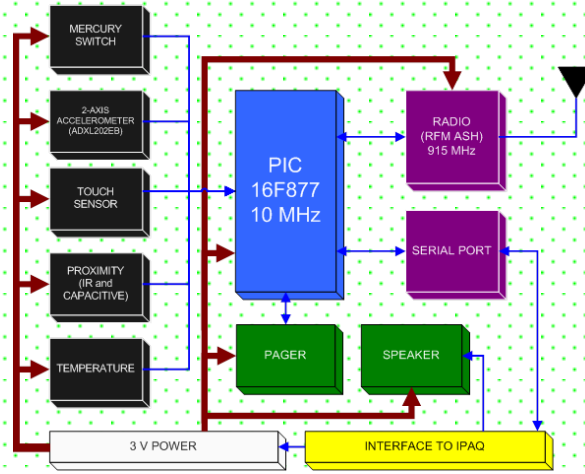 MERCURY
SWITCH
2-AXIS
ACCELEROMETER
(ADXL202EB)
TOUCH
SENSOR
PROXIMITY
(IR and
CAPACITIVE)
TEMPERATURE
PIC
16F877
10 MHz
RADIO
(RFM ASH)
915 MHz
SERIAL PORT
PAGER
SPEAKER
3 V POWER
INTERFACE TO IPAQ